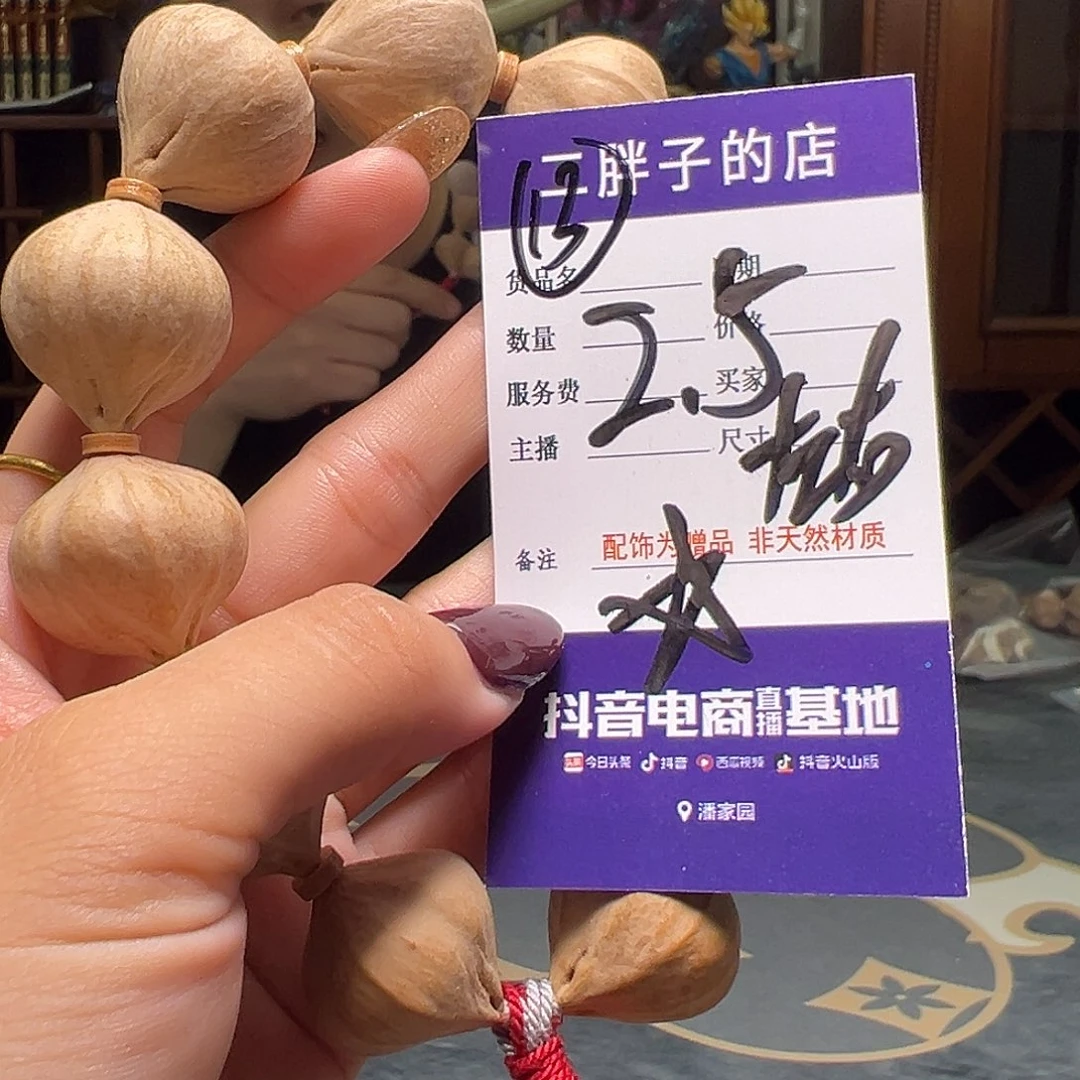 二胖子的店
13
货品名 日期
2.5
数量 价格
服务费 买家
主播 尺寸
备注 配饰为赠品 非天然材质
抖音电商直播基地
今日头条 抖音 西瓜视频 抖音火山版
潘家园